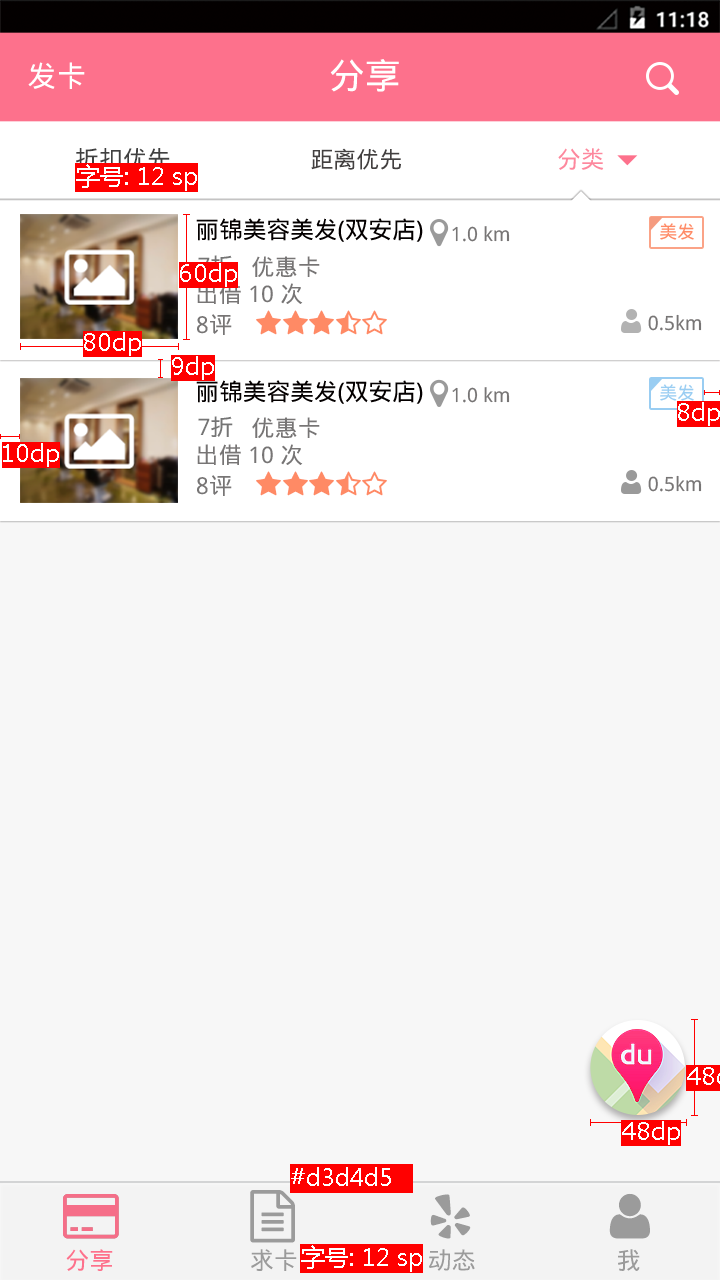 11:18
发卡 分享
折扣优先 距离优先 分类
字号: 12 sp
丽锦美容美发(双安店) 1.0 km 美发
7折 优惠卡
60dp
出借 10 次
8评 0.5km
80dp
9dp
丽锦美容美发(双安店) 1.0 km 美发
8dp
7折 优惠卡
10dp
出借 10 次
8评 0.5km
du
48d
48dp
#d3d4d5
分享 求卡 字号: 12 sp 动态 我